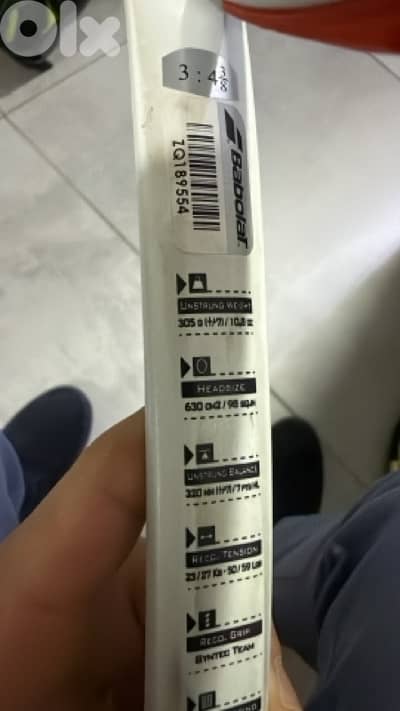 OLX
3 : 4 3/8
ZQ189554
Babolat
UNSTRUNG WEIGHT
305 G (+/-7) / 10,8 OZ
HEADSIZE
630 CM2 / 98 SQ.IN
UNSTRUNG BALANCE
320 MM (+/-7) / 7 PTS HL
RECO. TENSION
23 / 27 KG - 50 / 59 LBS
RECO. GRIP
SYNTEC TEAM